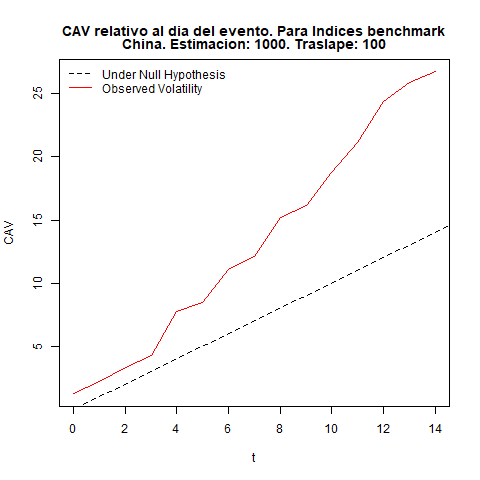 CAV relativo al dia del evento. Para Indices benchmark
China. Estimacion: 1000. Traslape: 100
Under Null Hypothesis
Observed Volatility
CAV
25
20
15
10
5
0 2 4 6 8 10 12 14
t